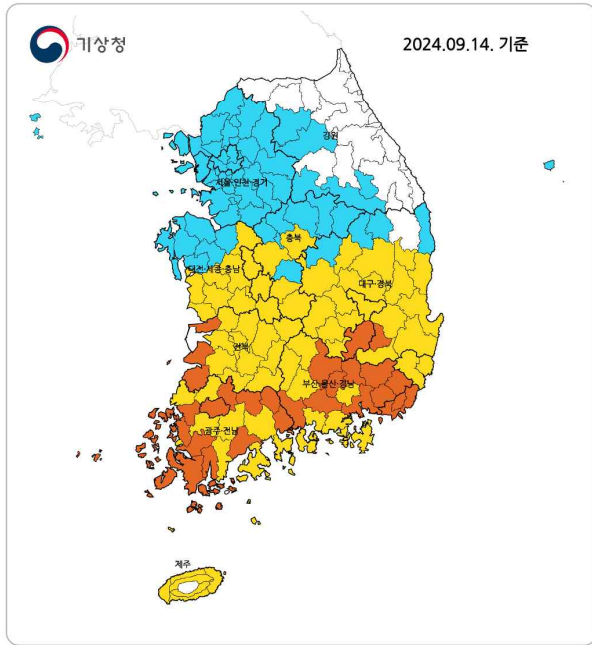 기상청
2024.09.14. 기준
강원
서울·인천·경기
충북
대전·세종·충남
대구·경북
전북
부산·울산·경남
광주·전남
제주